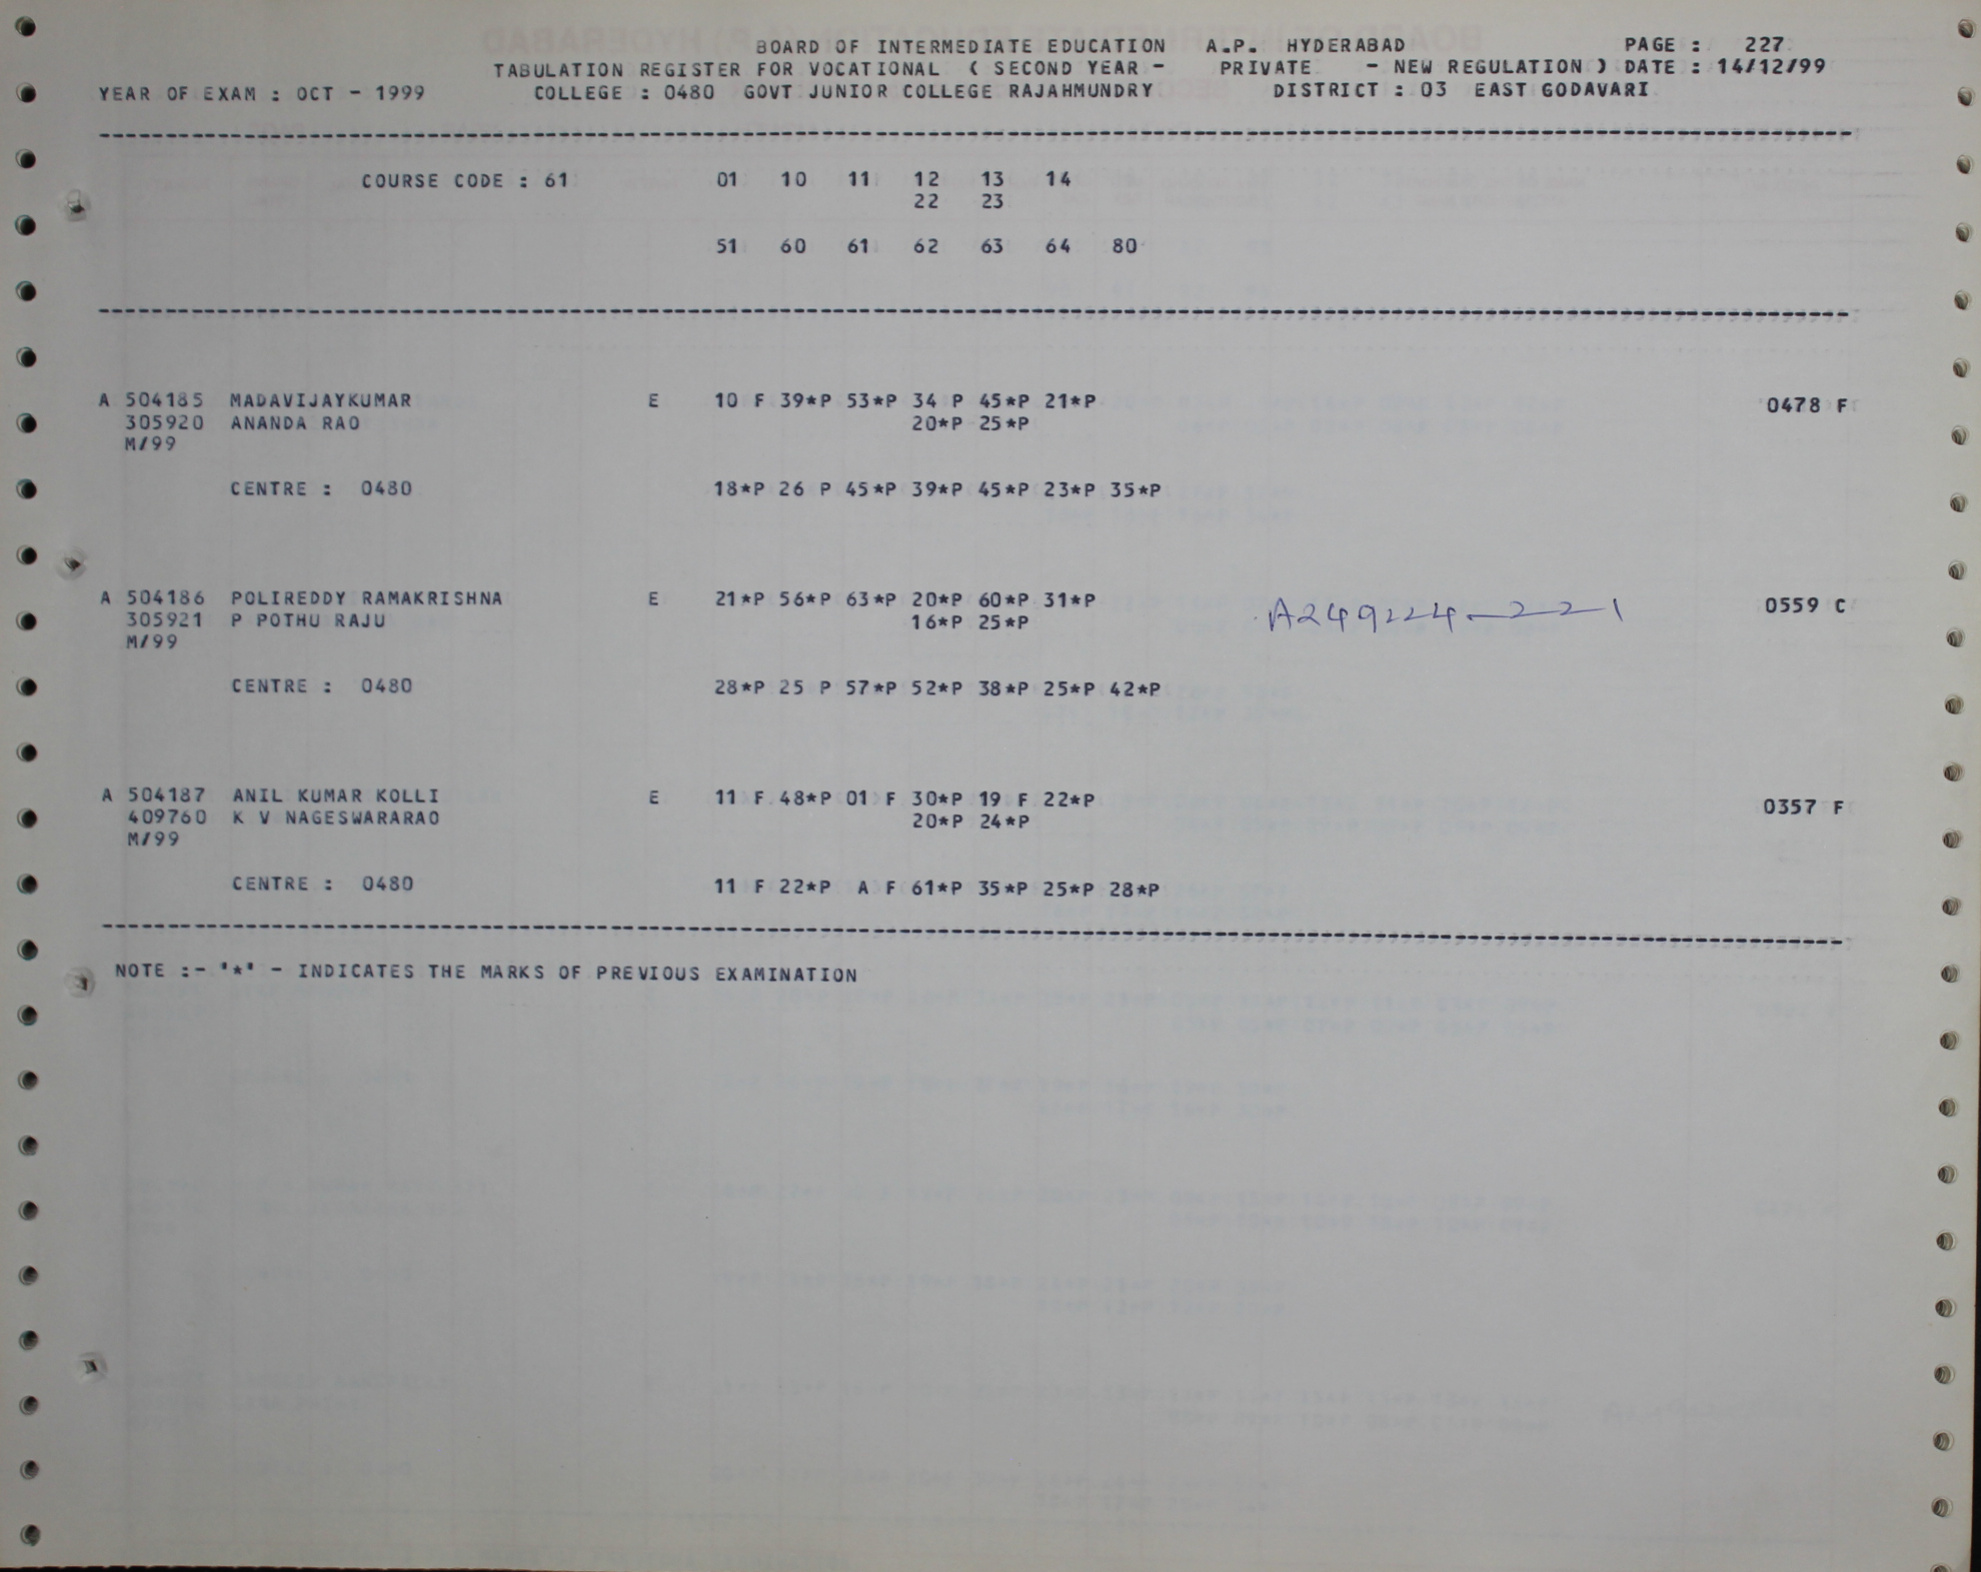 BOARD OF INTERMEDIATE EDUCATION A.P. HYDERABAD PAGE : 227
TABULATION REGISTER FOR VOCATIONAL ( SECOND YEAR - PRIVATE - NEW REGULATION ) DATE : 14/12/99
YEAR OF EXAM : OCT - 1999 COLLEGE : 0480 GOVT JUNIOR COLLEGE RAJAHMUNDRY DISTRICT : 03 EAST GODAVARI
COURSE CODE : 61 01 10 11 12 13 14
22 23
51 60 61 62 63 64 80
A 504185 MADAVIJAYKUMAR E 10 F 39*P 53*P 34 P 45*P 21*P 0478 F
305920 ANANDA RAO 20*P 25*P
M/99
CENTRE : 0480 18*P 26 P 45*P 39*P 45*P 23*P 35*P
A 504186 POLIREDDY RAMAKRISHNA E 21*P 56*P 63*P 20*P 60*P 31*P A249224-221 0559 C
305921 P POTHU RAJU 16*P 25*P
M/99
CENTRE : 0480 28*P 25 P 57*P 52*P 38*P 25*P 42*P
A 504187 ANIL KUMAR KOLLI E 11 F 48*P 01 F 30*P 19 F 22*P 0357 F
409760 K V NAGESWARARAO 20*P 24*P
M/99
CENTRE : 0480 11 F 22*P A F 61*P 35*P 25*P 28*P
NOTE :- '*' - INDICATES THE MARKS OF PREVIOUS EXAMINATION